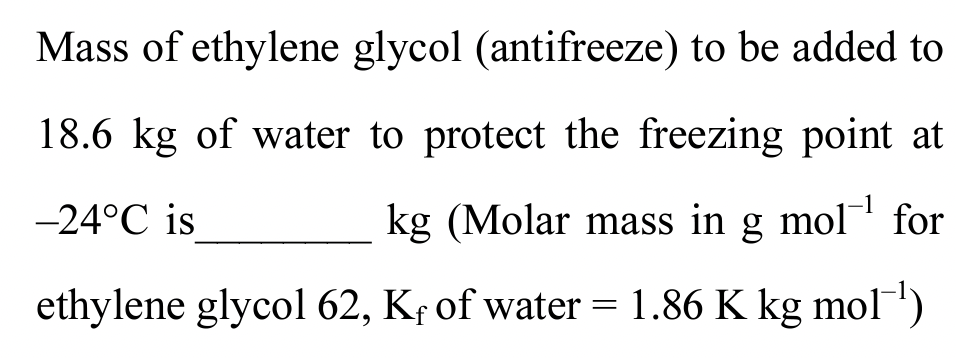 Mass of ethylene glycol (antifreeze) to be added to
18.6 kg of water to protect the freezing point at
–24°C is________ kg (Molar mass in g mol⁻¹ for
ethylene glycol 62, K<sub>f</sub> of water = 1.86 K kg mol⁻¹)